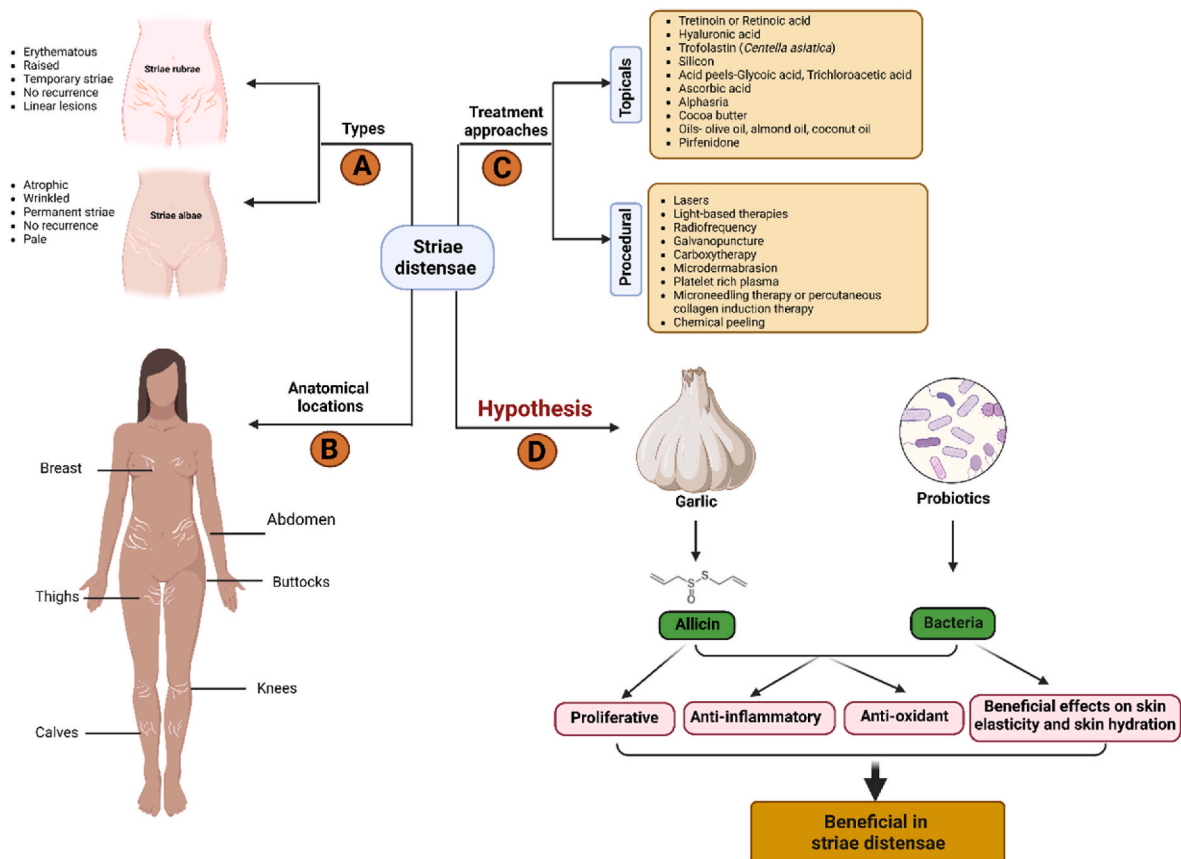 Erythematous
Raised
Temporary striae
No recurrence
Linear lesions
Striae rubrae
Types
A
Atrophic
Wrinkled
Permanent striae
No recurrence
Pale
Striae albae
Treatment
approaches
C
Topicals
Tretinoin or Retinoic acid
Hyaluronic acid
Trofolastin (Centella asiatica)
Silicon
Acid peels-Glycoic acid, Trichloroacetic acid
Ascorbic acid
Alphasria
Cocoa butter
Oils- olive oil, almond oil, coconut oil
Pirfenidone
Procedural
Lasers
Light-based therapies
Radiofrequency
Galvanopuncture
Carboxytherapy
Microdermabrasion
Platelet rich plasma
Microneedling therapy or percutaneous
collagen induction therapy
Chemical peeling
Striae
distensae
Anatomical
locations
B
Breast
Abdomen
Buttocks
Thighs
Knees
Calves
Hypothesis
D
Garlic
Probiotics
S
S
O
Allicin
Bacteria
Proliferative
Anti-inflammatory
Anti-oxidant
Beneficial effects on skin
elasticity and skin hydration
Beneficial in
striae distensae